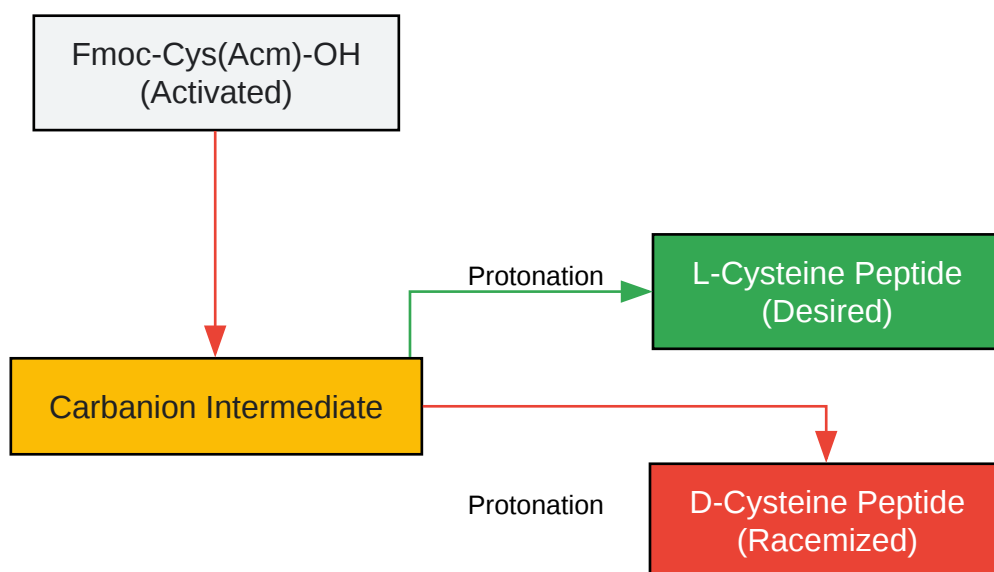 Fmoc-Cys(Acm)-OH
(Activated)
Protonation
L-Cysteine Peptide
(Desired)
Carbanion Intermediate
Protonation
D-Cysteine Peptide
(Racemized)